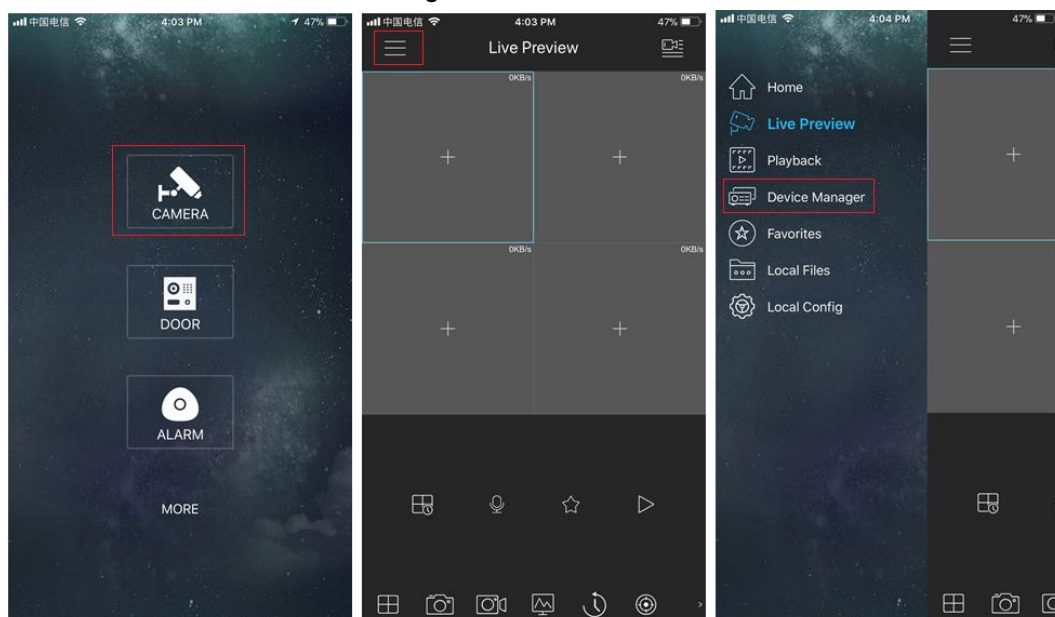 中国电信
4:03 PM
47%
CAMERA
DOOR
ALARM
MORE
中国电信
4:03 PM
47%
Live Preview
0KB/s
0KB/s
0KB/s
0KB/s
中国电信
4:04 PM
47%
Home
Live Preview
Playback
Device Manager
Favorites
Local Files
Local Config